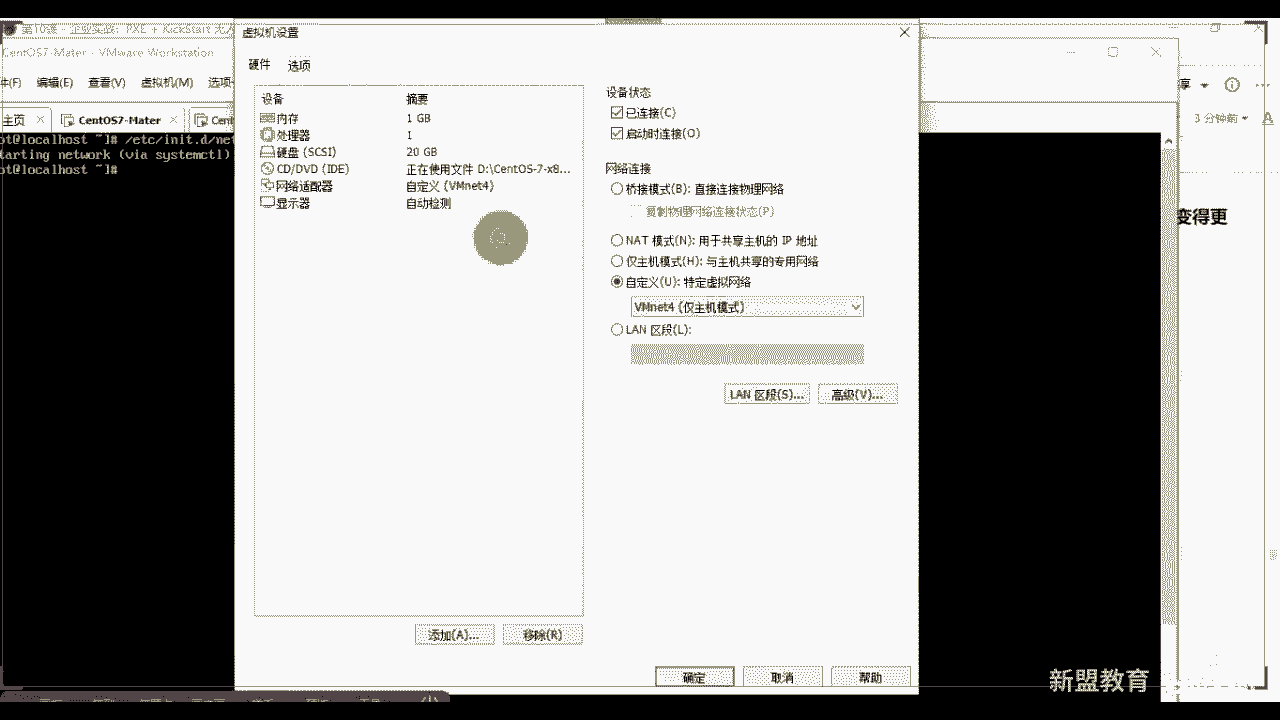 第10课 - 企业实践：PXE + KickStart 无
虚拟机设置
CentOS7-Mater - VMware Workstation
件(F) 编辑(E) 查看(V) 虚拟机(M) 选项
主页 CentOS7-Mater Cent
ot@localhost ~]# /etc/init.d/net
tarting network (via systemctl)
ot@localhost ~]#
硬件 选项
设备 摘要
内存 1 GB
处理器 1
硬盘 (SCSI) 20 GB
CD/DVD (IDE) 正在使用文件 D:\CentOS-7-x8...
网络适配器 自定义 (VMnet4)
显示器 自动检测
添加(A)... 移除(R)
设备状态
已连接(C)
启动时连接(O)
网络连接
桥接模式(B): 直接连接物理网络
复制物理网络连接状态(P)
NAT 模式(N): 用于共享主机的 IP 地址
仅主机模式(H): 与主机共享的专用网络
自定义(U): 特定虚拟网络
VMnet4 (仅主机模式)
LAN 区段(L):
LAN 区段(S)... 高级(V)...
确定 取消 帮助
享
3 分钟前
变得更
新盟教育